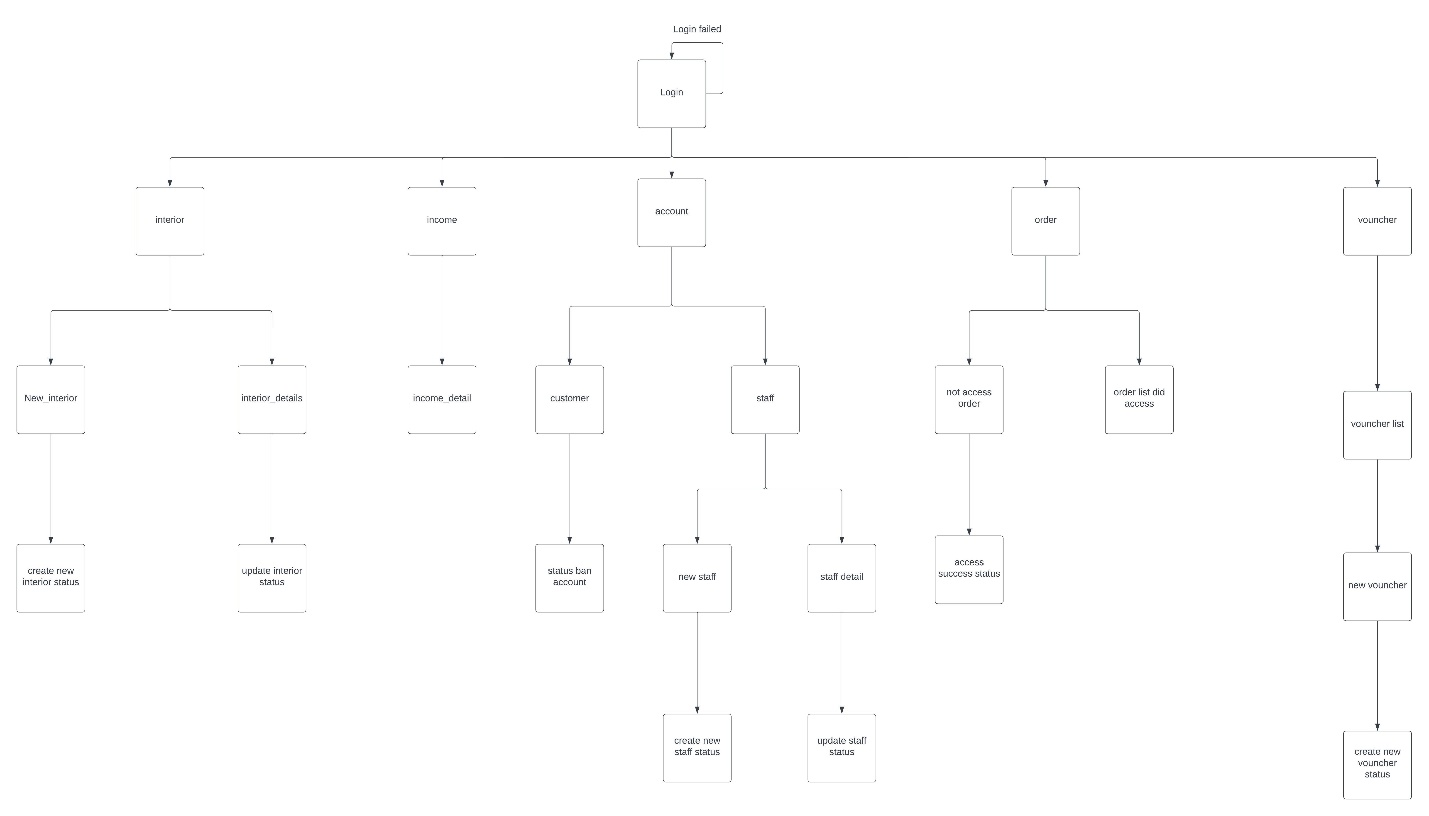 Login failed
Login
interior
income
account
order
vouncher
New_interior
interior_details
income_detail
customer
staff
not access
order
order list did
access
vouncher list
create new
interior status
update interior
status
status ban
account
new staff
staff detail
access
success status
new vouncher
create new
staff status
update staff
status
create new
vouncher
status